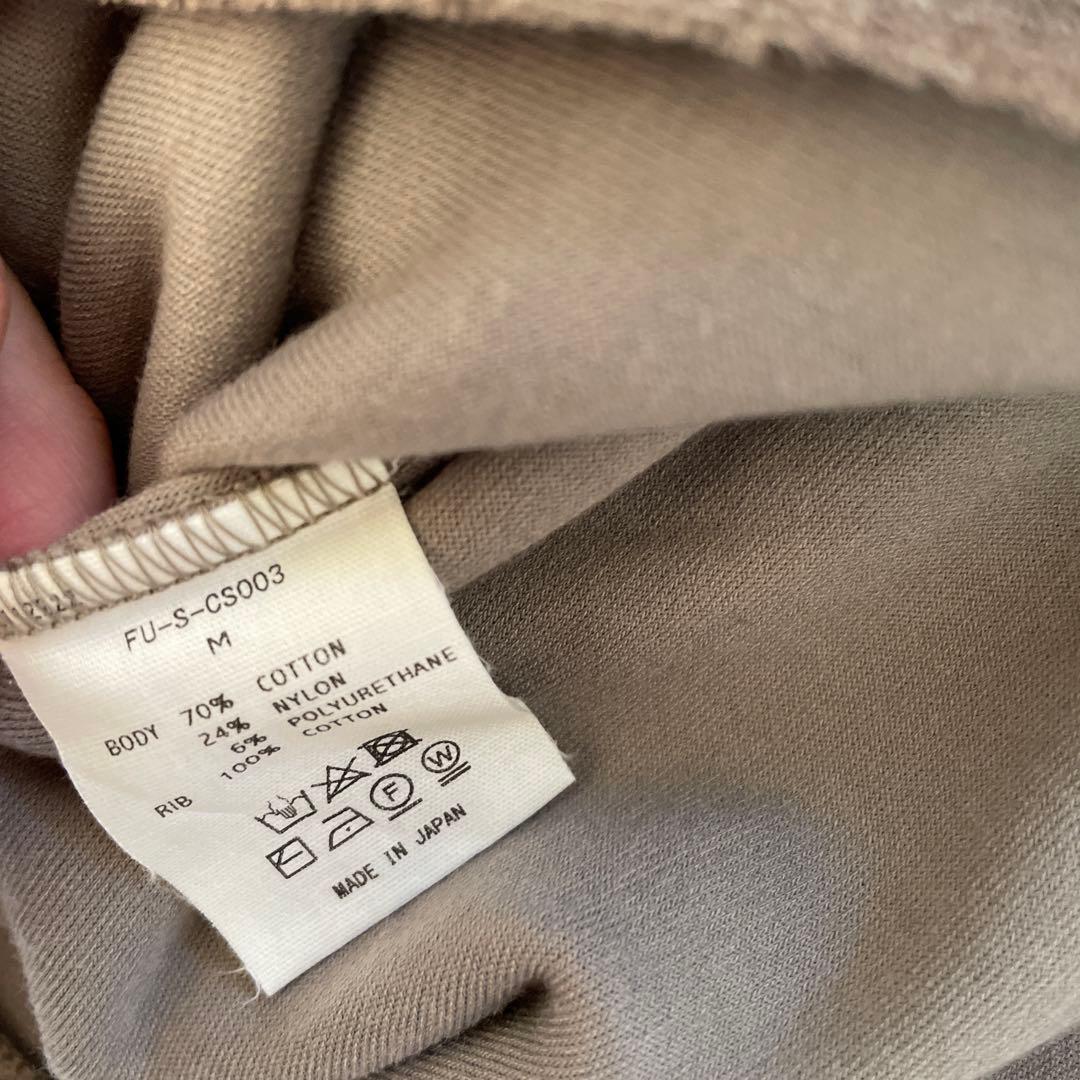 FU-S-CS003
M
BODY 70% COTTON
24% NYLON
6% POLYURETHANE
RIB 100% COTTON
F W
MADE IN JAPAN